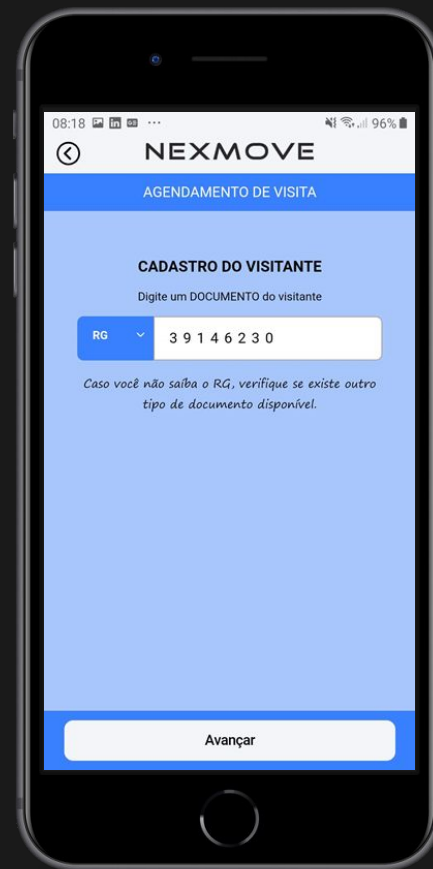 08:18 ... 96%
NEXMOVE
AGENDAMENTO DE VISITA
CADASTRO DO VISITANTE
Digite um DOCUMENTO do visitante
RG 39146230
Caso você não saiba o RG, verifique se existe outro
tipo de documento disponível.
Avançar